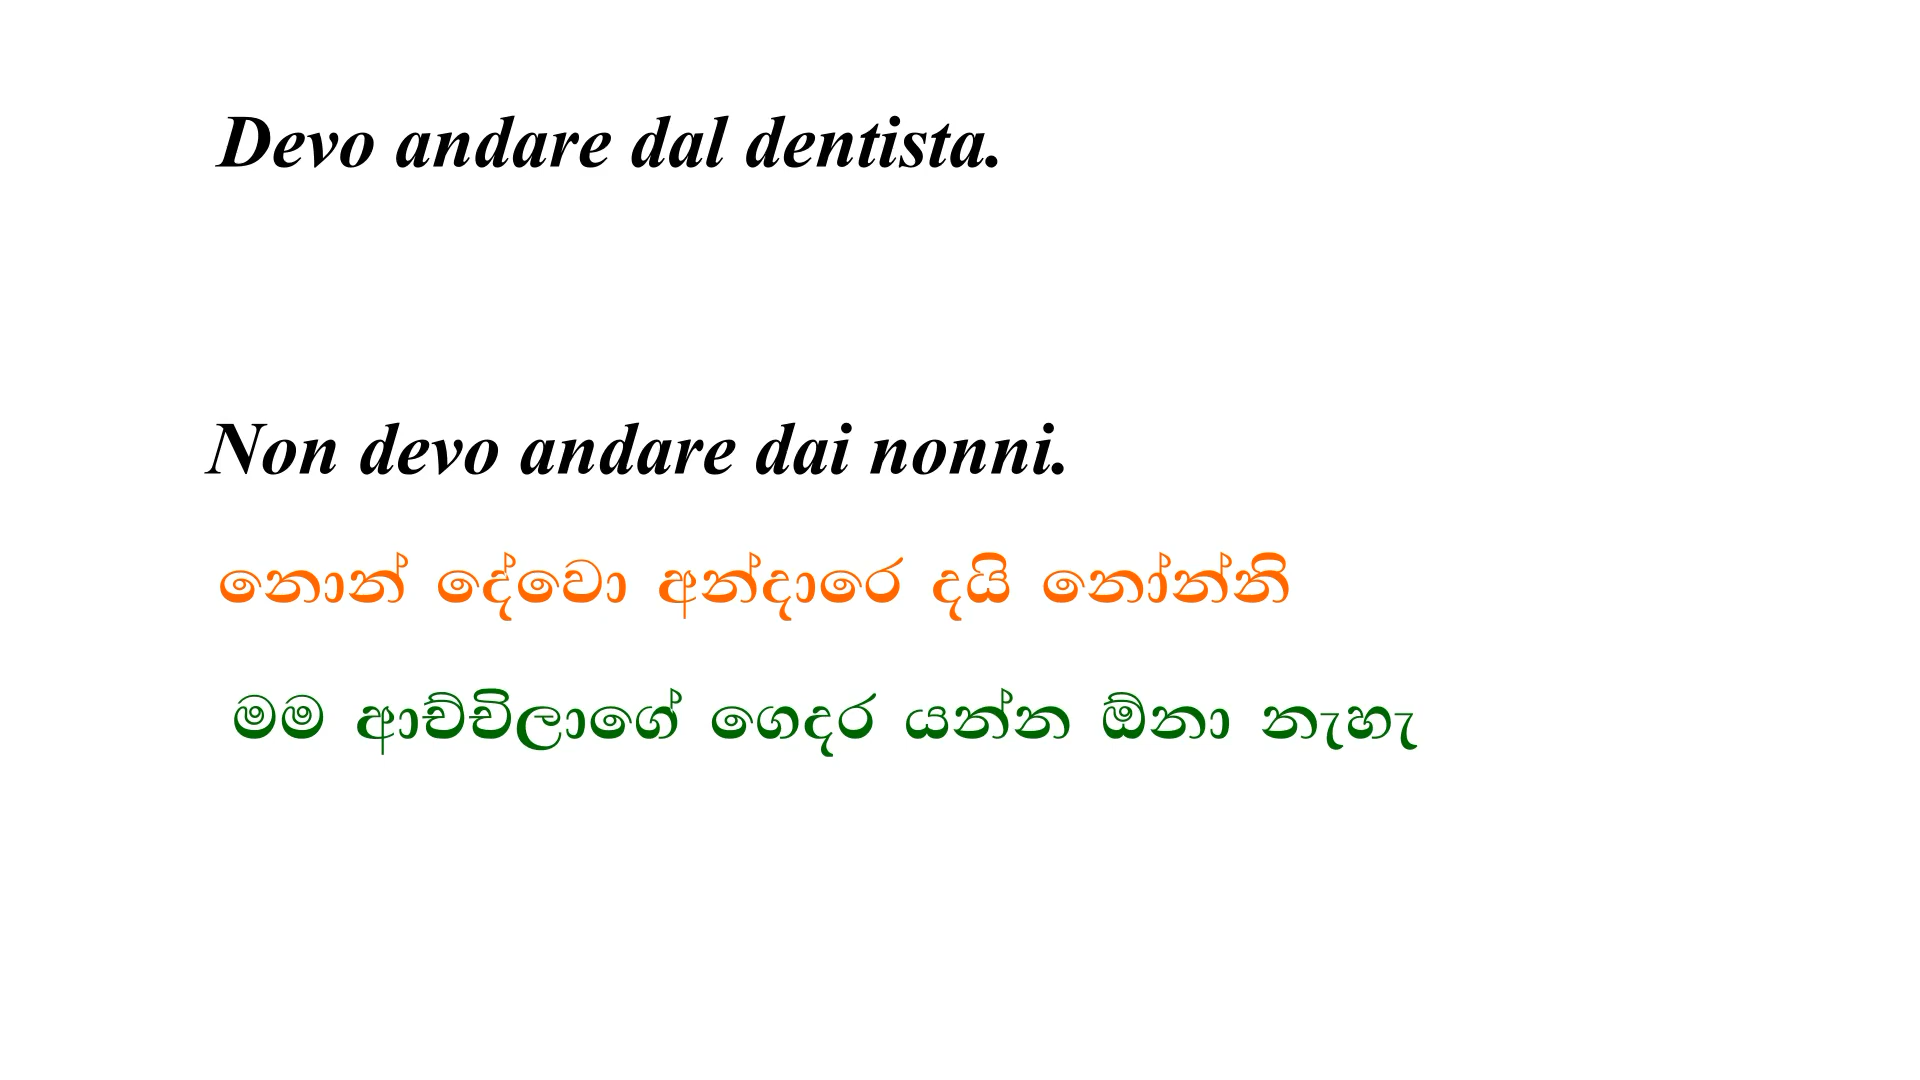 Devo andare dal dentista.
Non devo andare dai nonni.
නොන් දේවො අන්දාරෙ දයි නෝන්නි
මම ආච්චිලාගේ ගෙදර යන්න ඕනා නැහැ